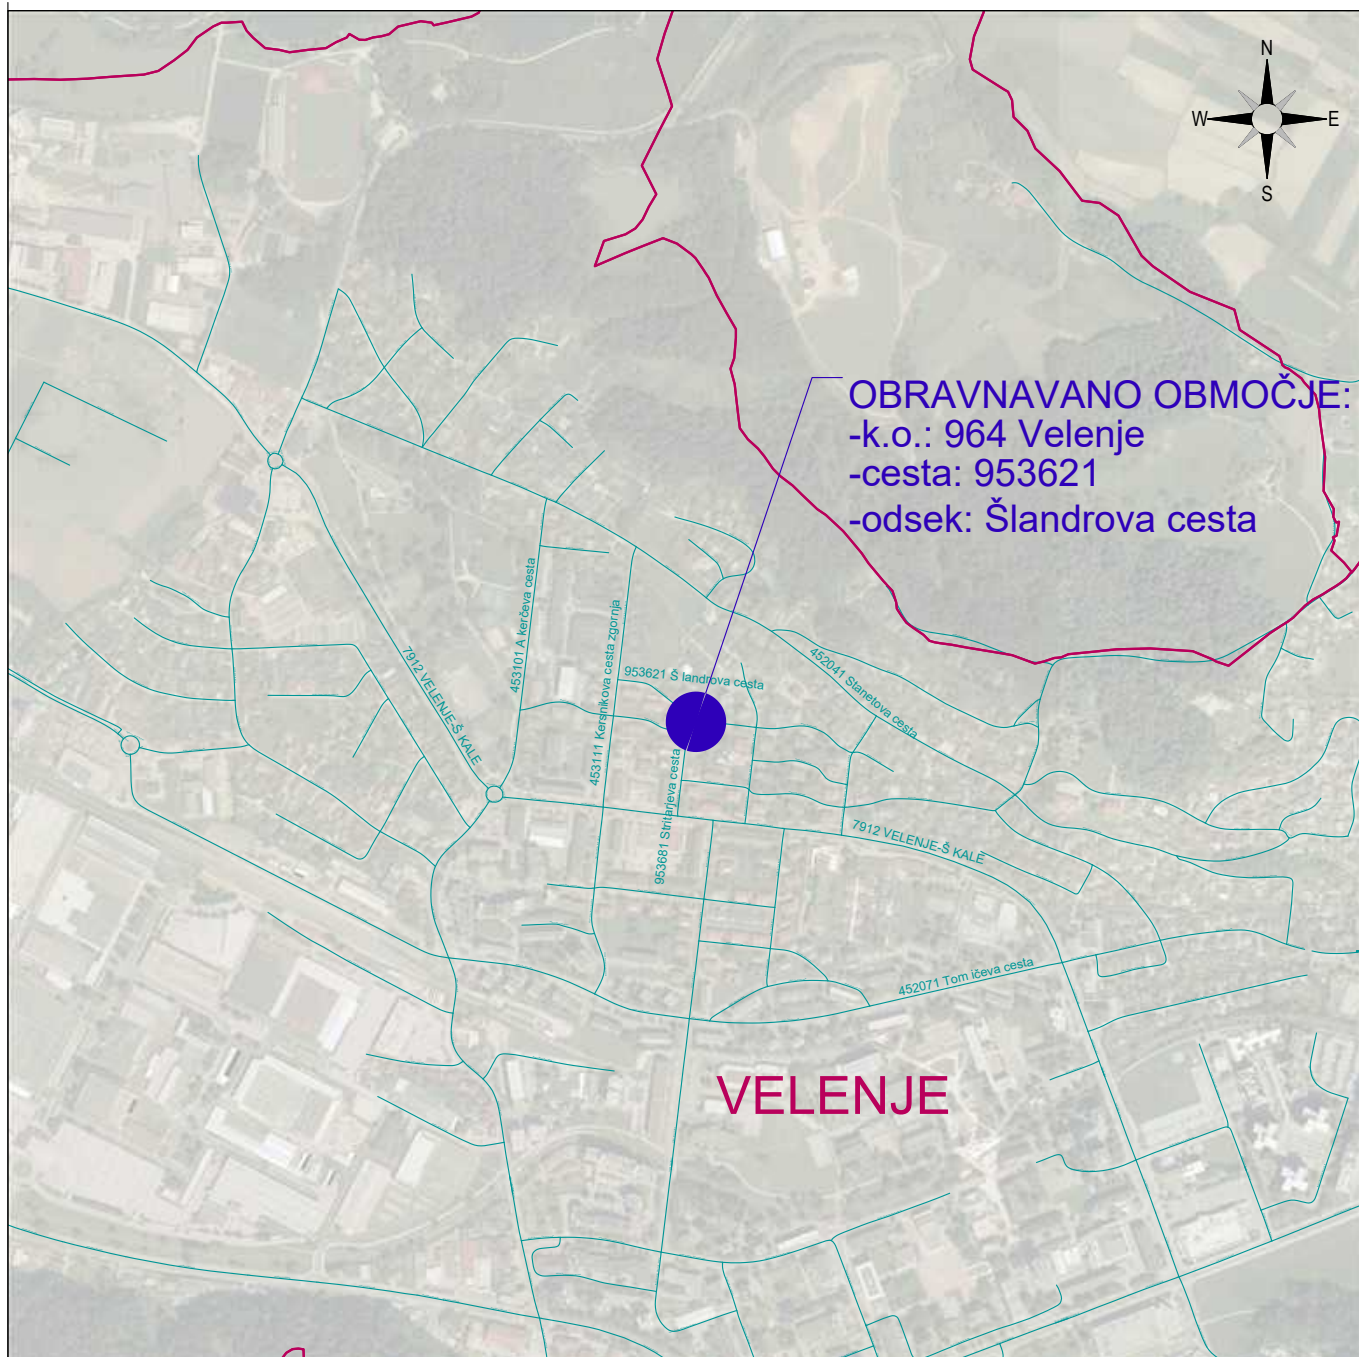 N
W E
S
OBRAVNAVANO OBMOČJE:
-k.o.: 964 Velenje
-cesta: 953621
-odsek: Šlandrova cesta
453101 A kerčeva cesta
453111 Kersnikova cesta zgornja
7912 VELENJE-Š KALE
953621 Š landrova cesta
452041 Stanetova cesta
953681 Stritarjeva cesta
7912 VELENJE-Š KALE
452071 Tom ičeva cesta
VELENJE